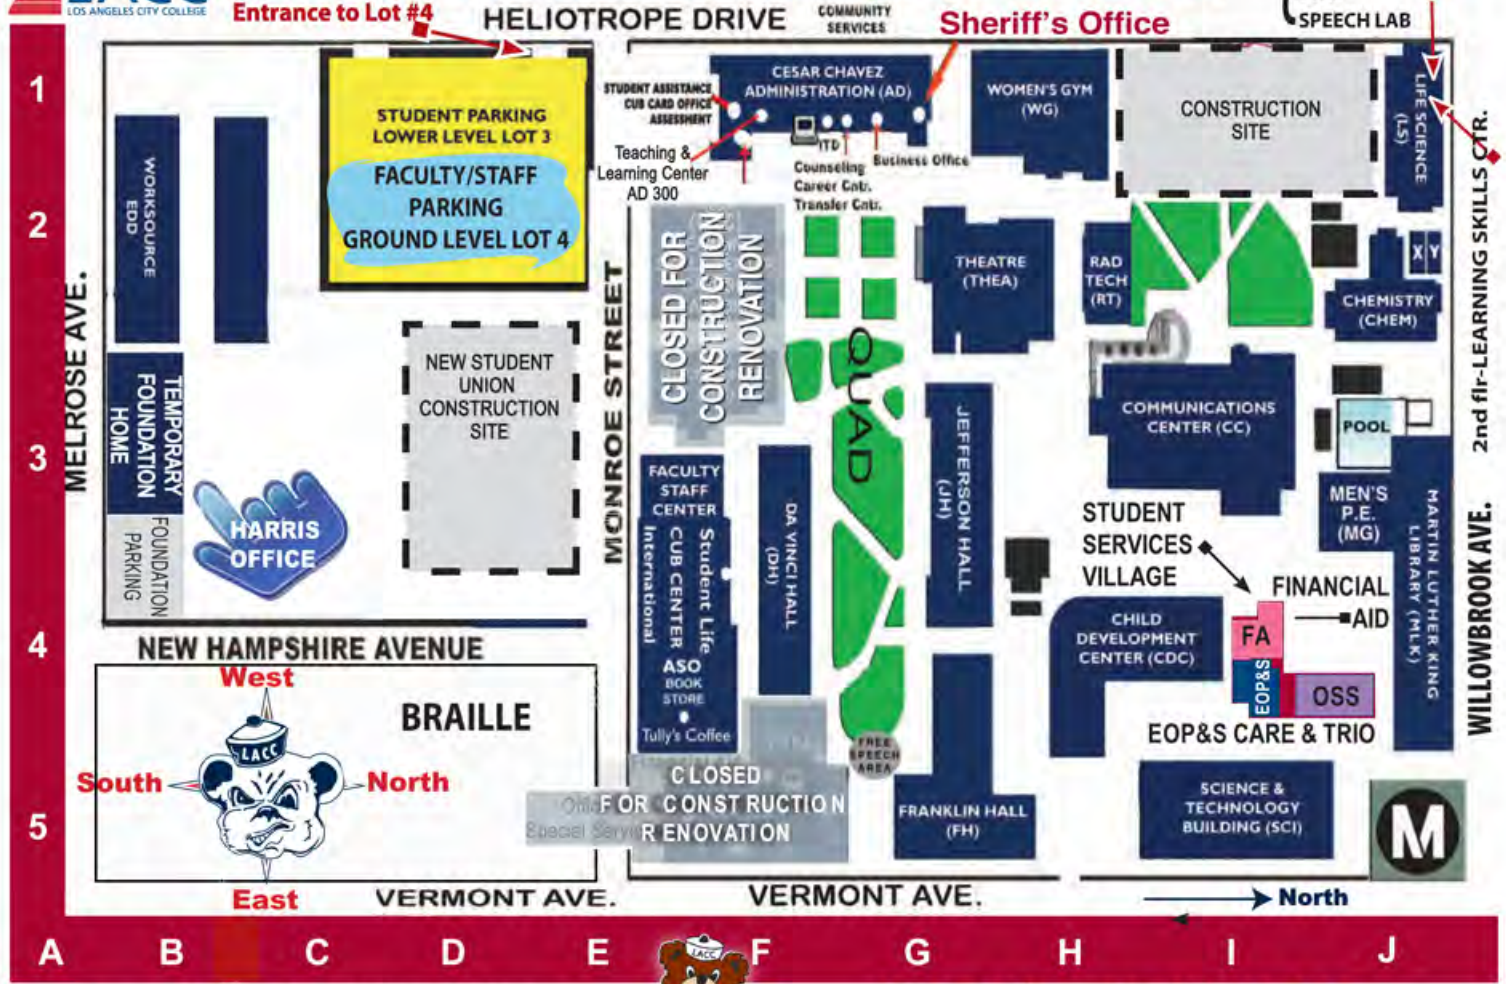 LACC
LOS ANGELES CITY COLLEGE
Entrance to Lot #4
HELIOTROPE DRIVE
COMMUNITY
SERVICES
Sheriff's Office
SPEECH LAB
1
2
3
4
5
STUDENT PARKING
LOWER LEVEL LOT 3
FACULTY/STAFF
PARKING
GROUND LEVEL LOT 4
STUDENT ASSISTANCE
CUB CARD OFFICE
ASSESSMENT
CESAR CHAVEZ
ADMINISTRATION (AD)
Teaching &
Learning Center
AD 300
ITD
Counseling
Career Cntr.
Transfer Cntr.
Business Office
WOMEN'S GYM
(WG)
CONSTRUCTION
SITE
LIFE SCIENCE
(LS)
2nd flr-LEARNING SKILLS CTR.
WORKSOURCE
EDD
MELROSE AVE.
TEMPORARY
FOUNDATION
HOME
FOUNDATION
PARKING
HARRIS
OFFICE
NEW STUDENT
UNION
CONSTRUCTION
SITE
MONROE STREET
CLOSED FOR
CONSTRUCTION
RENOVATION
QUAD
THEATRE
(THEA)
RAD
TECH
(RT)
X Y
CHEMISTRY
(CHEM)
COMMUNICATIONS
CENTER (CC)
POOL
MEN'S
P.E.
(MG)
MARTIN LUTHER KING
LIBRARY (MLK)
WILLOWBROOK AVE.
FACULTY
STAFF
CENTER
Student Life
CUB CENTER
International
ASO
BOOK
STORE
Tully's Coffee
DA VINCI HALL
(DH)
JEFFERSON HALL
(JH)
STUDENT
SERVICES
VILLAGE
FINANCIAL
AID
FA
EOP&S
OSS
EOP&S CARE & TRIO
CHILD
DEVELOPMENT
CENTER (CDC)
NEW HAMPSHIRE AVENUE
West
BRAILLE
LACC
South
North
East
FREE
SPEECH
AREA
CLOSED
FOR CONSTRUCTION
RENOVATION
FRANKLIN HALL
(FH)
SCIENCE &
TECHNOLOGY
BUILDING (SCI)
M
VERMONT AVE.
VERMONT AVE.
North
A B C D E LACC F G H I J